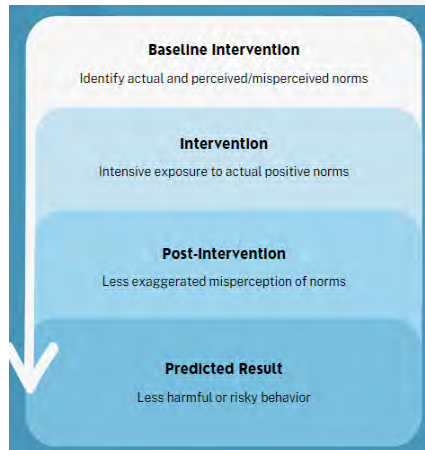 Baseline Intervention
Identify actual and perceived/misperceived norms
Intervention
Intensive exposure to actual positive norms
Post-Intervention
Less exaggerated misperception of norms
Predicted Result
Less harmful or risky behavior